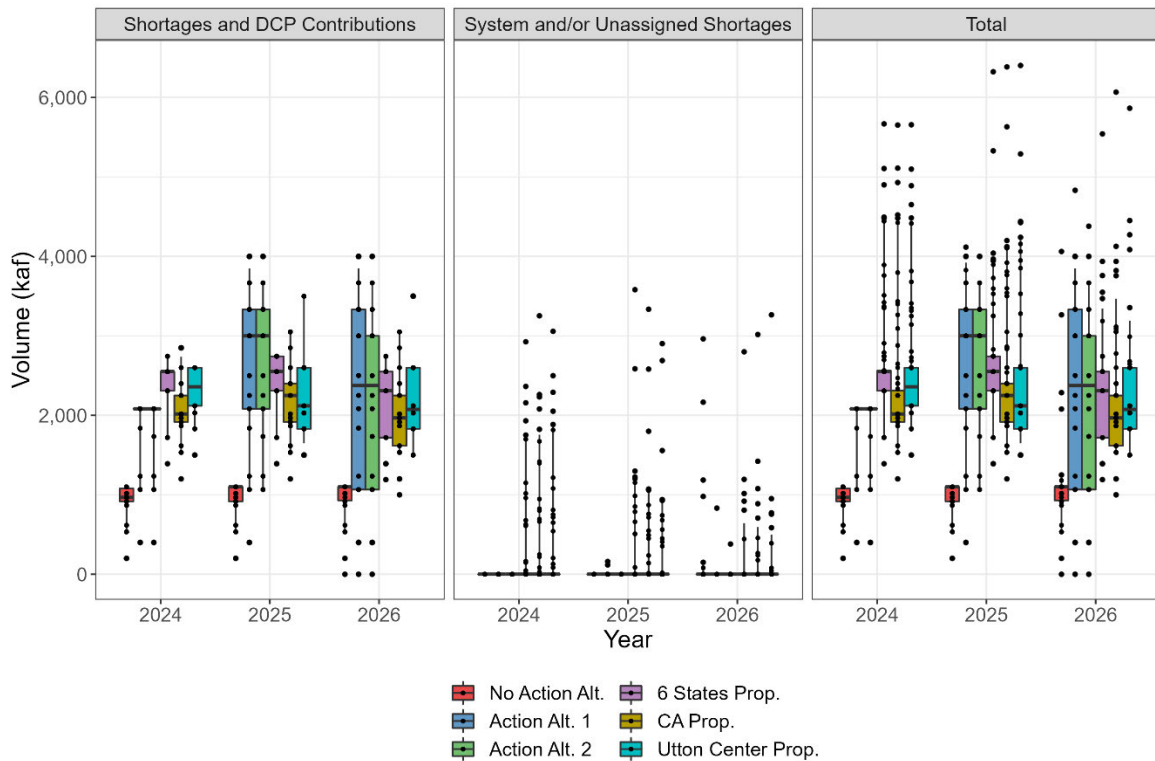 Shortages and DCP Contributions
System and/or Unassigned Shortages
Total
Volume (kaf)
6,000
4,000
2,000
0
2024 2025 2026
2024 2025 2026
2024 2025 2026
Year
No Action Alt.
Action Alt. 1
Action Alt. 2
6 States Prop.
CA Prop.
Utton Center Prop.